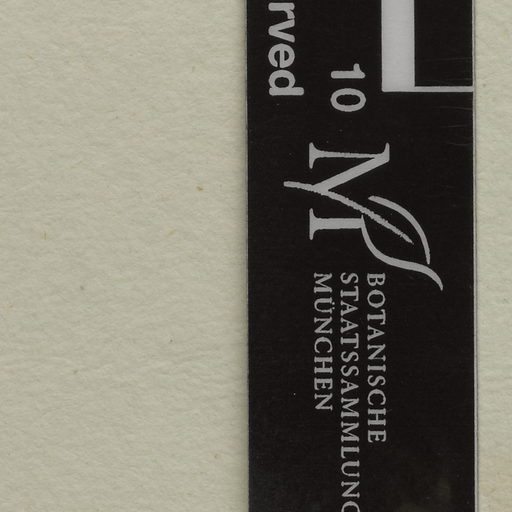 rved
10
M
BOTANISCHE
STAATSSAMMLUNG
MÜNCHEN